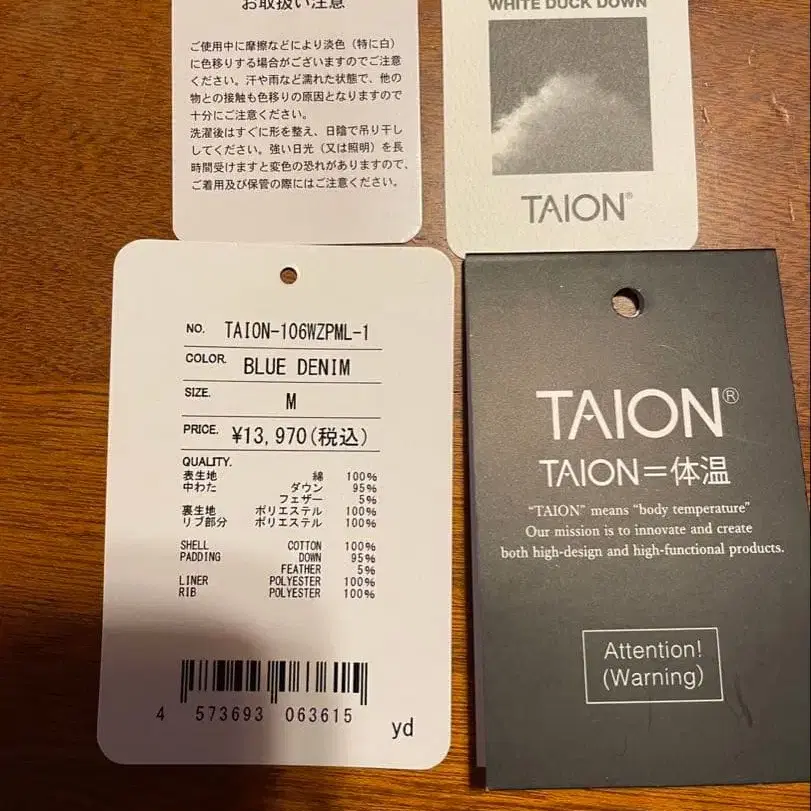 お取扱い注意
ご使用中に摩擦などにより淡色（特に白）
に色移りする場合がございますのでご注意
ください。汗や雨など濡れた状態で、他の
物との接触も色移りの原因となりますので
十分にご注意ください。
洗濯後はすぐに形を整え、日陰で吊り干し
してください。強い日光（又は照明）を長
時間受けますと変色の恐れがありますので、
ご着用及び保管の際にはご注意ください。
WHITE DUCK DOWN
TAION®
NO. TAION-106WZPML-1
COLOR. BLUE DENIM
SIZE. M
PRICE. ¥13,970(税込)
QUALITY.
表生地 綿 100%
中わた ダウン 95%
フェザー 5%
裏生地 ポリエステル 100%
リブ部分 ポリエステル 100%
SHELL COTTON 100%
PADDING DOWN 95%
FEATHER 5%
LINER POLYESTER 100%
RIB POLYESTER 100%
4 573693 063615
yd
TAION®
TAION＝体温
“TAION” means “body temperature”
Our mission is to innovate and create
both high-design and high-functional products.
Attention!
(Warning)